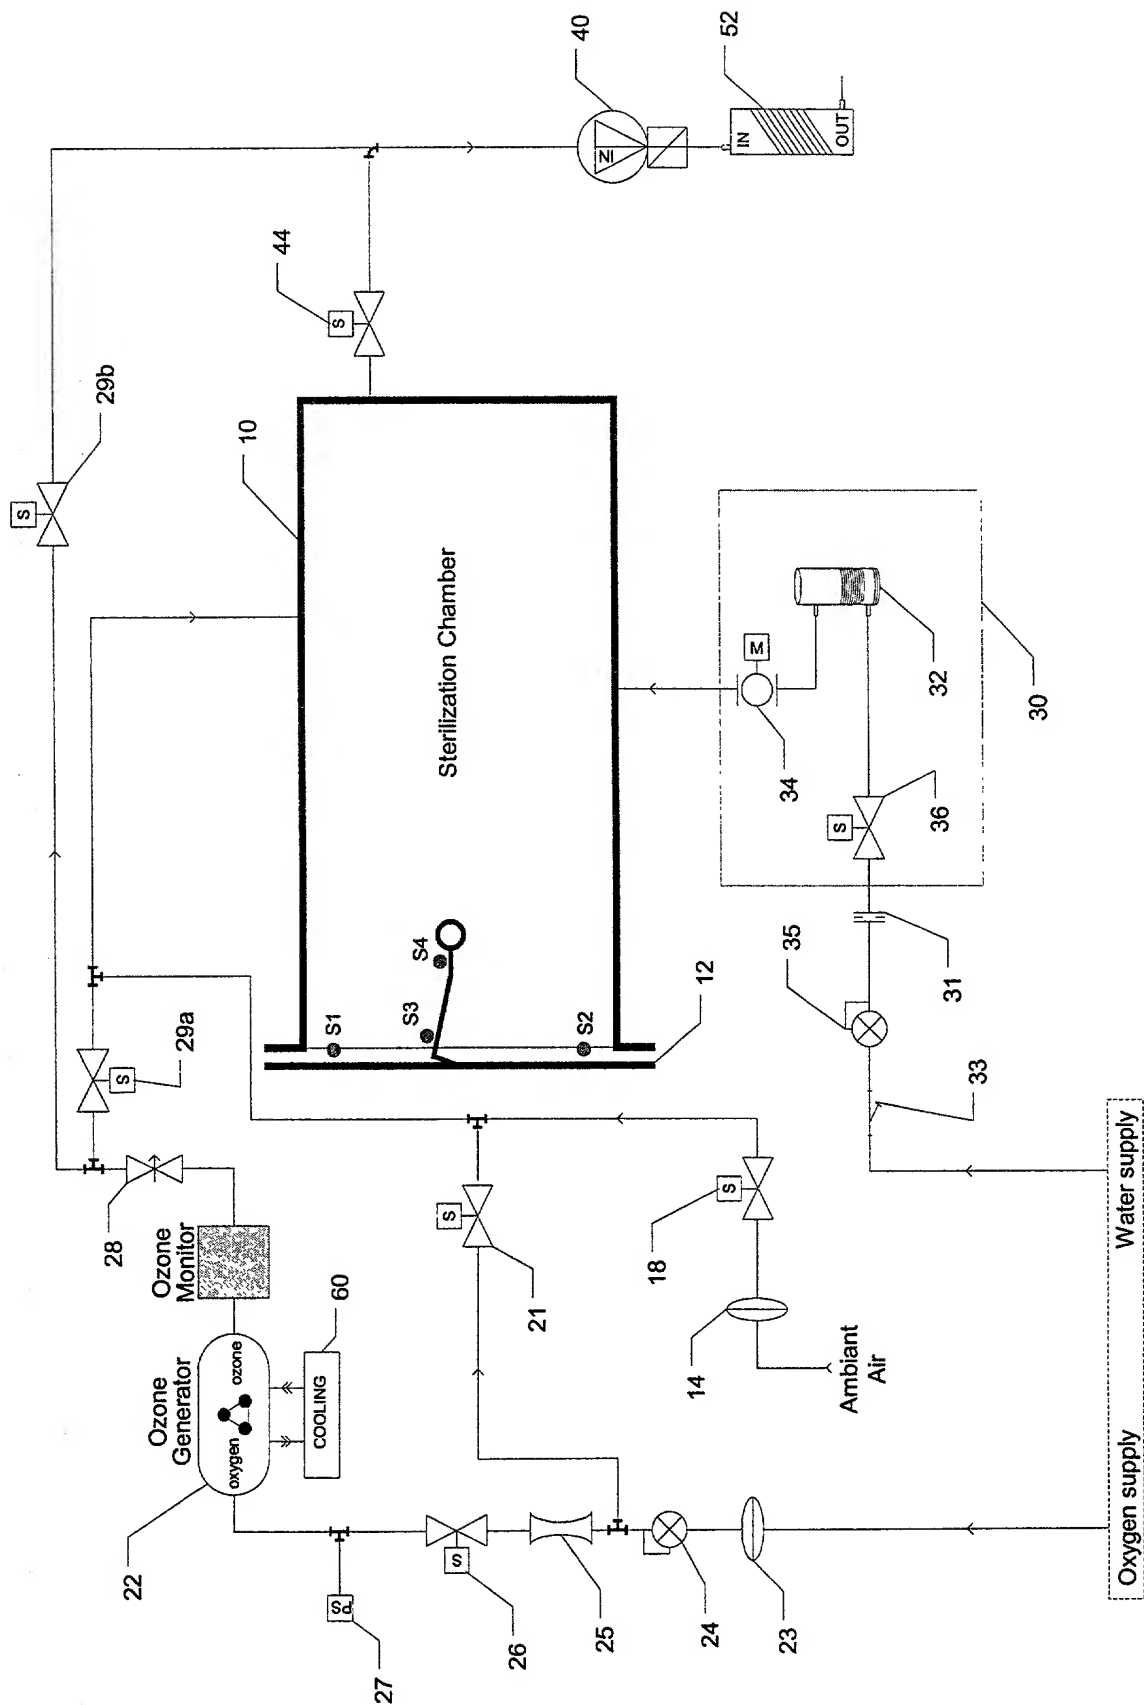 S
29b
28
S
29a
22
Ozone
Generator
Ozone
Monitor
oxygen
ozone
10
COOLING
60
44
S
S1
PS
27
S3
S4
Sterilization Chamber
S
S
26
21
40
S2
IN
25
18
S
14
12
52
IN
OUT
24
M
23
34
35
S
Ambiant
Air
32
36
31
33
30
Oxygen supply
Water supply